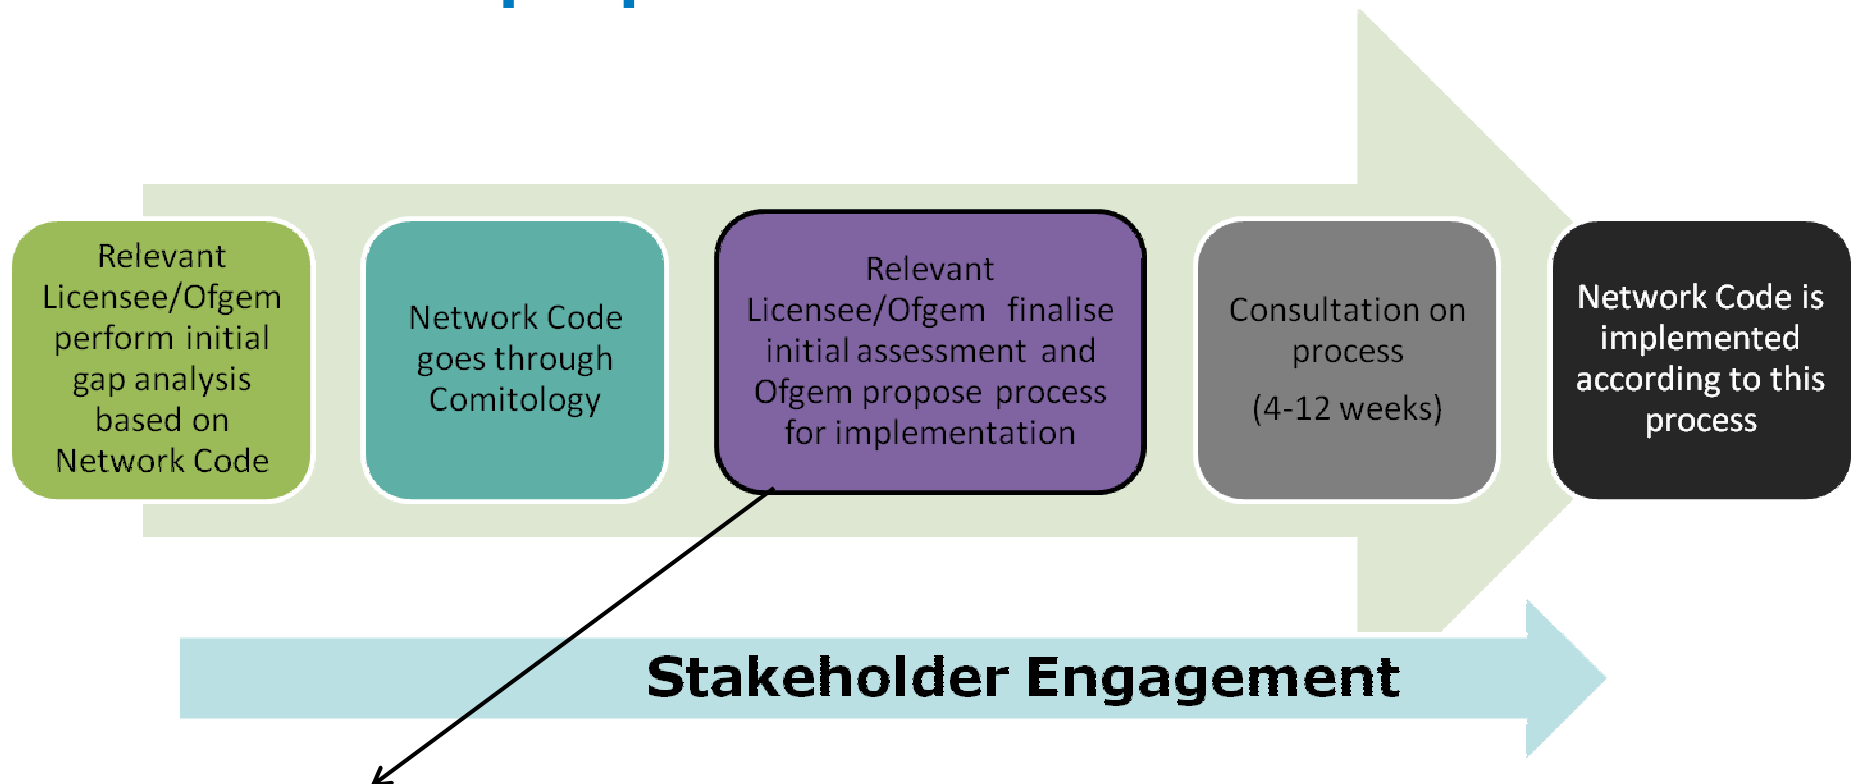 Relevant
Licensee/Ofgem
perform initial
gap analysis
based on
Network Code
Network Code
goes through
Comitology
Relevant
Licensee/Ofgem finalise
initial assessment and
Ofgem propose process
for implementation
Consultation on
process
(4-12 weeks)
Network Code is
implemented
according to this
process
Stakeholder Engagement